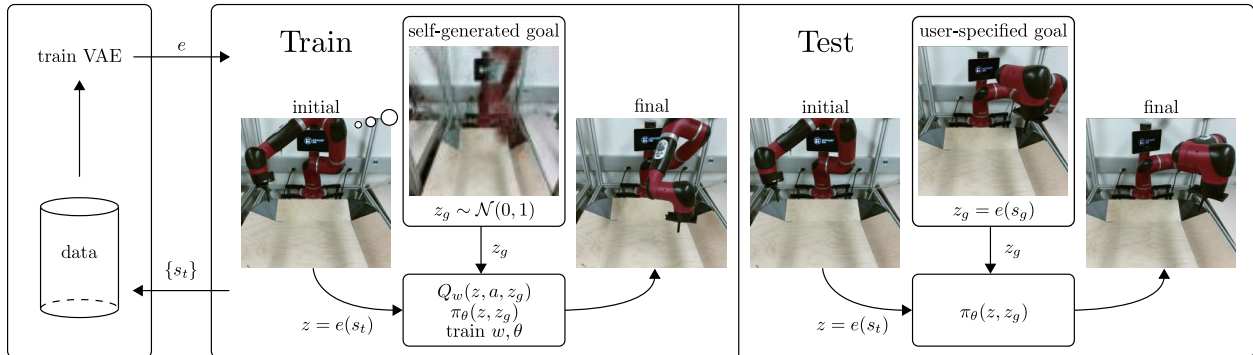 train VAE
e
data
{s_t}
Train
initial
self-generated goal
z_g ∼ N(0, 1)
final
z_g
z = e(s_t)
Q_w(z, a, z_g)
π_θ(z, z_g)
train w, θ
Test
initial
user-specified goal
z_g = e(s_g)
final
z_g
z = e(s_t)
π_θ(z, z_g)